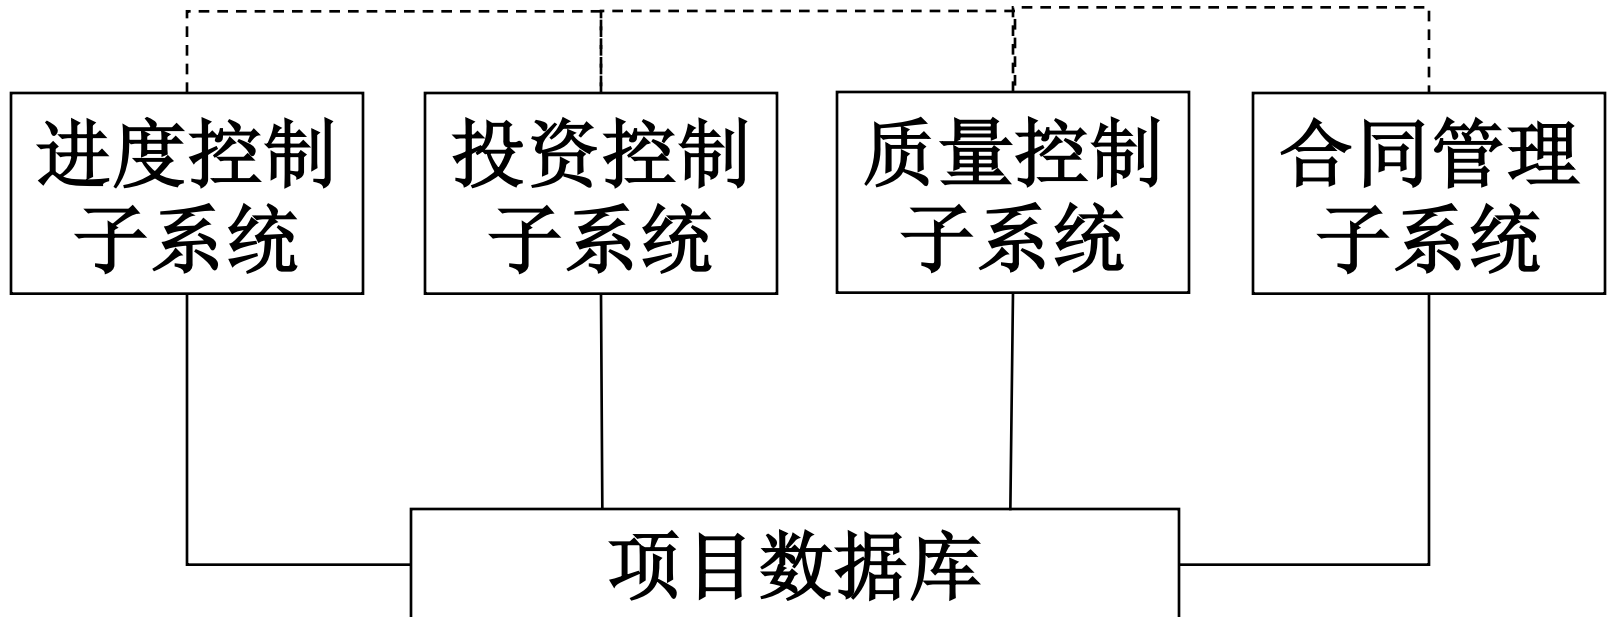 进度控制
子系统
投资控制
子系统
质量控制
子系统
合同管理
子系统
项目数据库